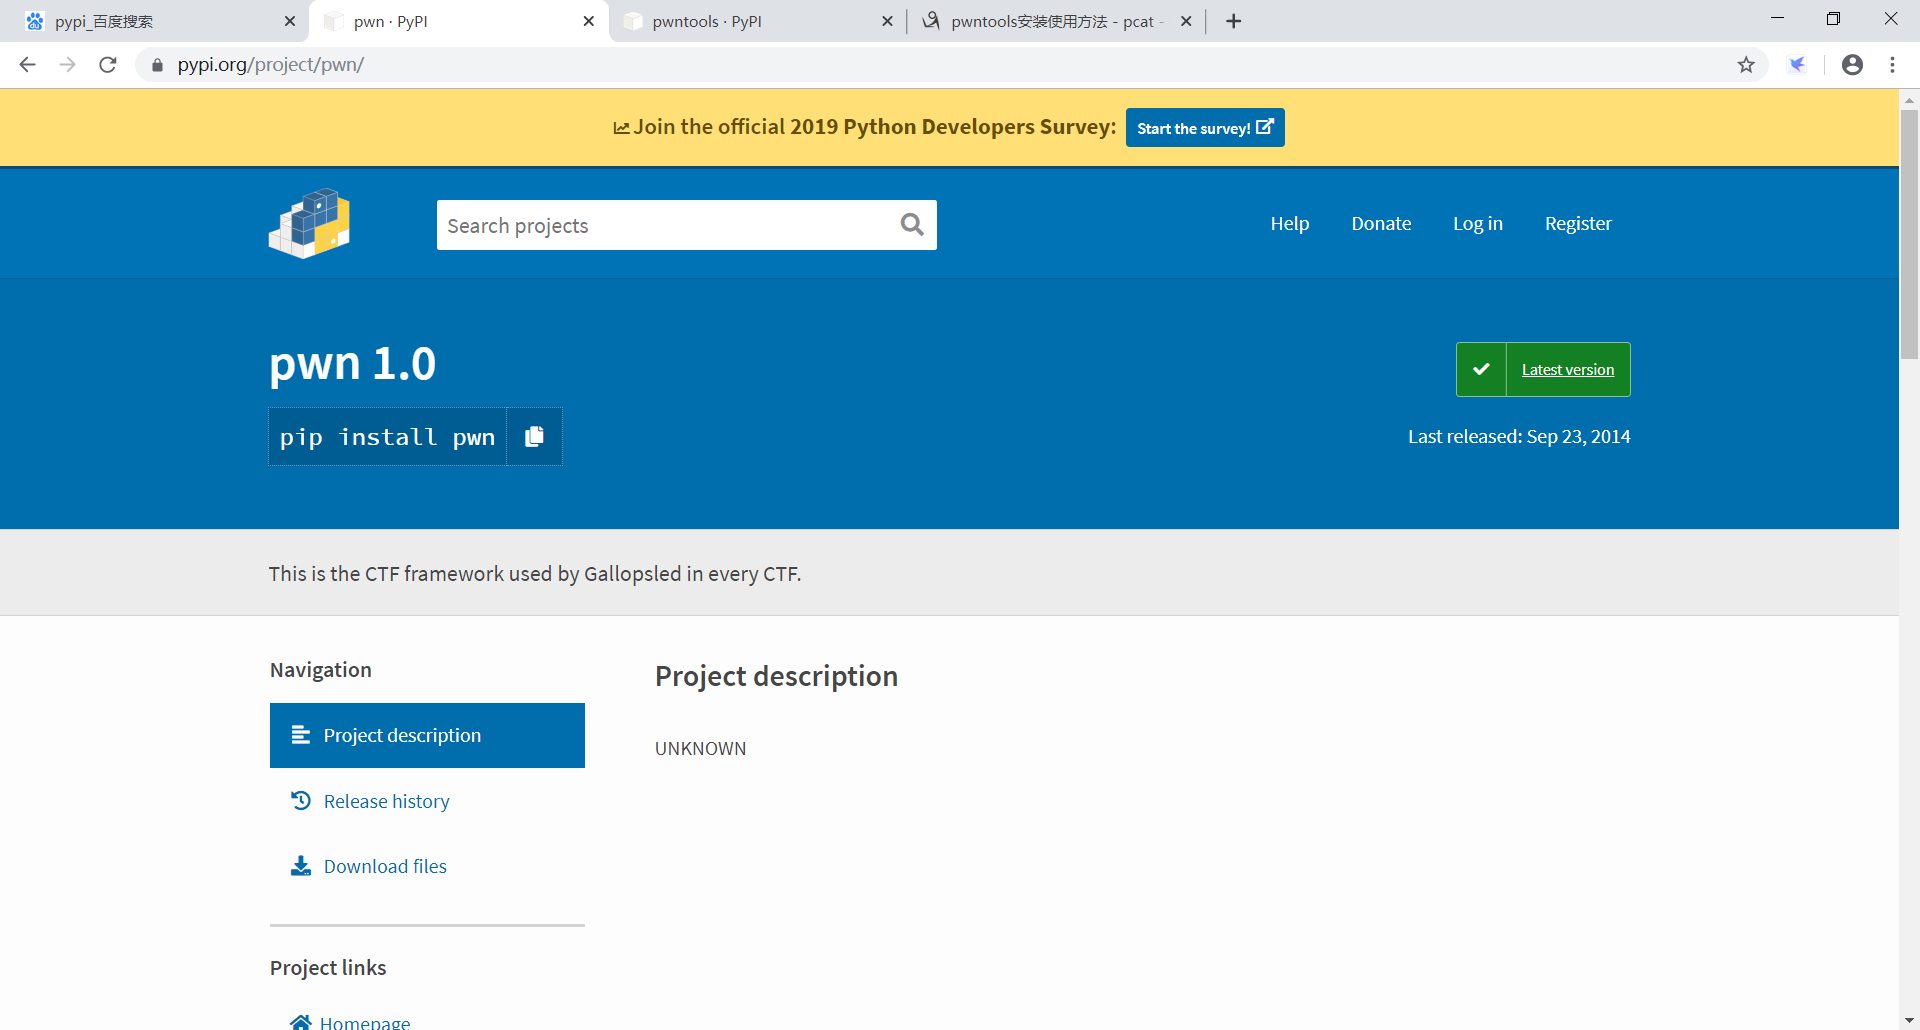 pypi_百度搜索
pwn · PyPI
pwntools · PyPI
pwntools安装使用方法 - pcat -
pypi.org/project/pwn/
Join the official 2019 Python Developers Survey:
Start the survey!
Search projects
Help
Donate
Log in
Register
pwn 1.0
Latest version
pip install pwn
Last released: Sep 23, 2014
This is the CTF framework used by Gallopsled in every CTF.
Navigation
Project description
Project description
UNKNOWN
Release history
Download files
Project links
Homepage